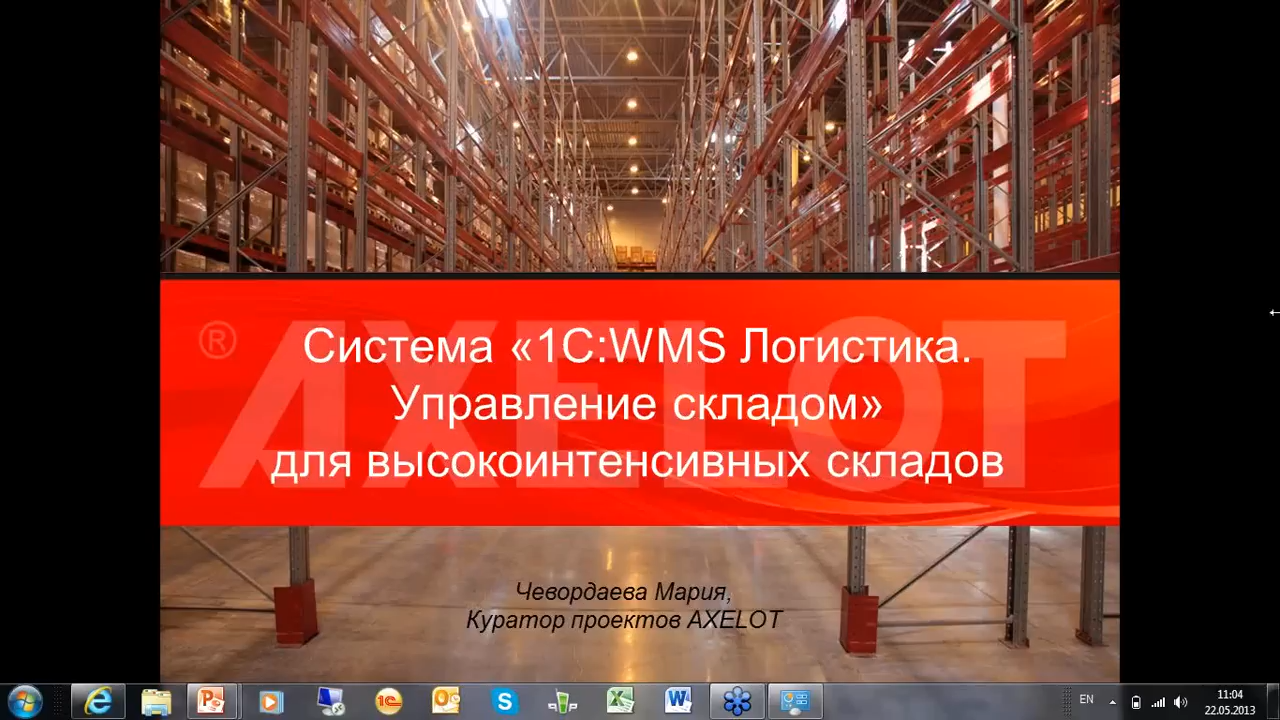 ® AXELOT
Система «1С:WMS Логистика.
Управление складом»
для высокоинтенсивных складов
Чевордаева Мария,
Куратор проектов AXELOT
EN
11:04
22.05.2013